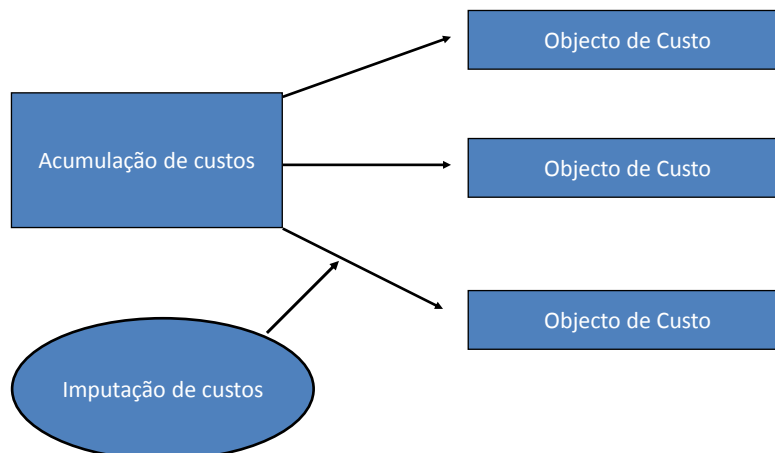 Objecto de Custo
Acumulação de custos
Objecto de Custo
Objecto de Custo
Imputação de custos